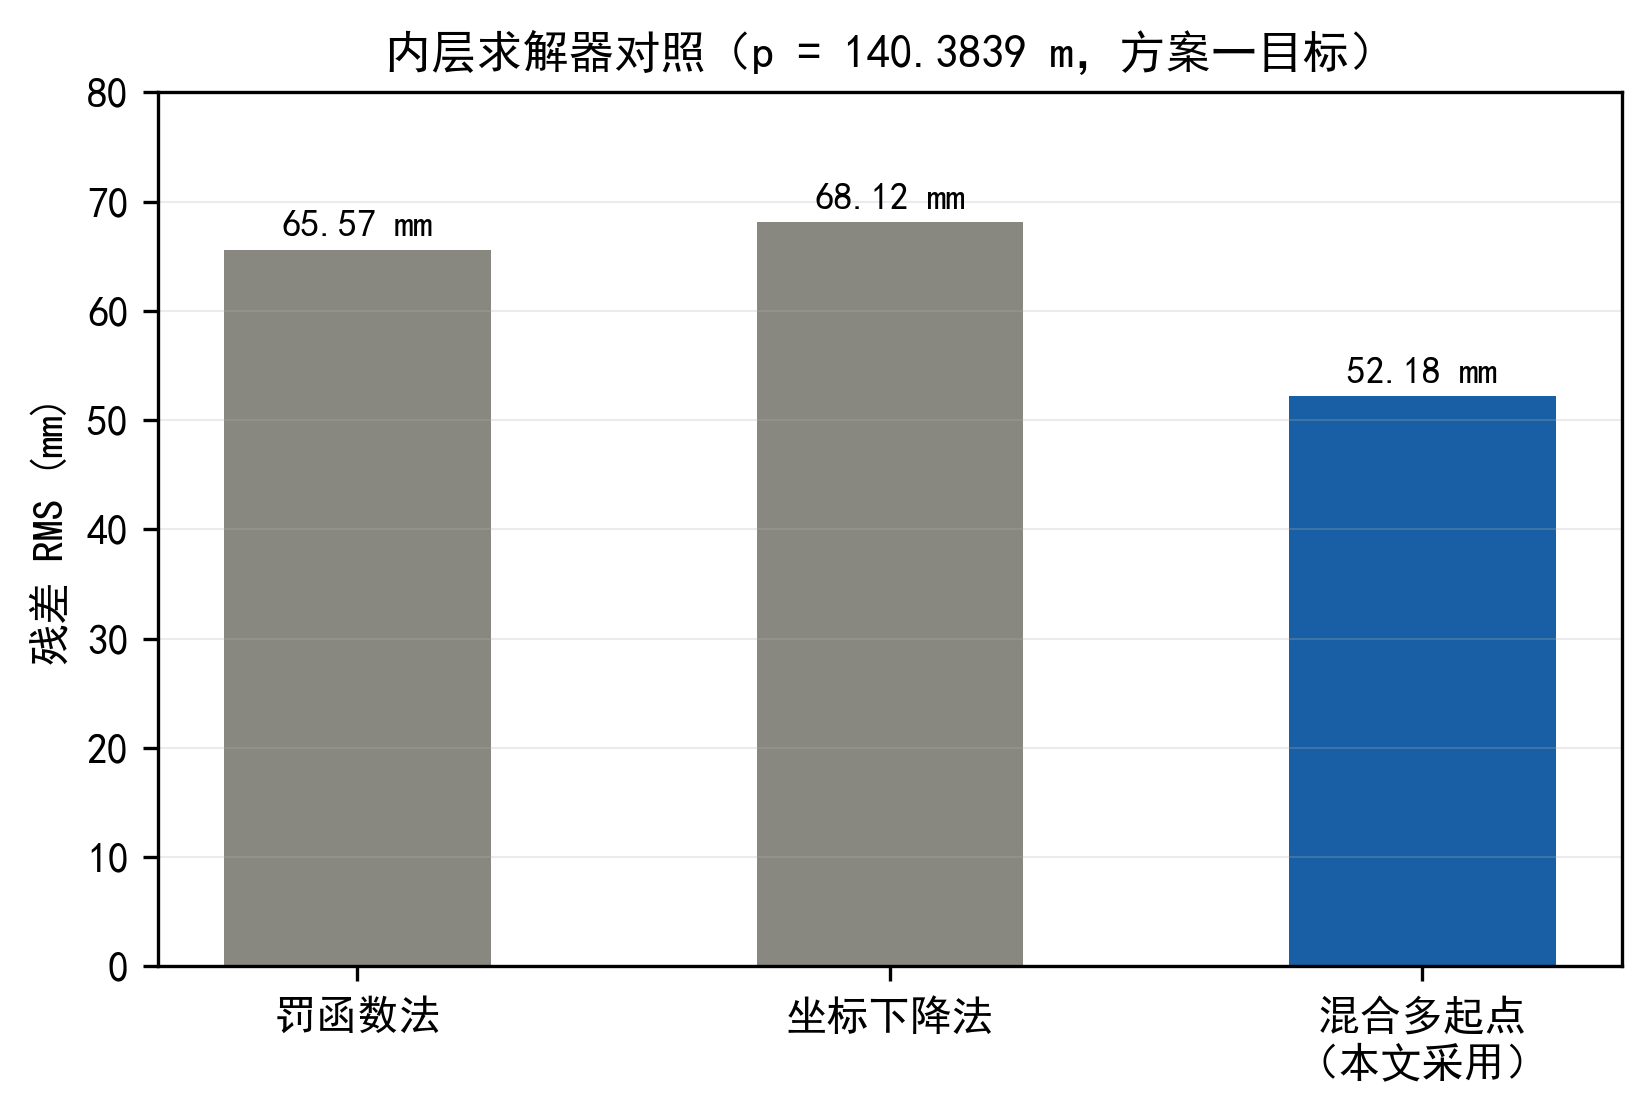 内层求解器对照（p = 140.3839 m，方案一目标）
80
70
60
50
40
30
20
10
0
残差 RMS (mm)
65.57 mm
68.12 mm
52.18 mm
罚函数法
坐标下降法
混合多起点
（本文采用）